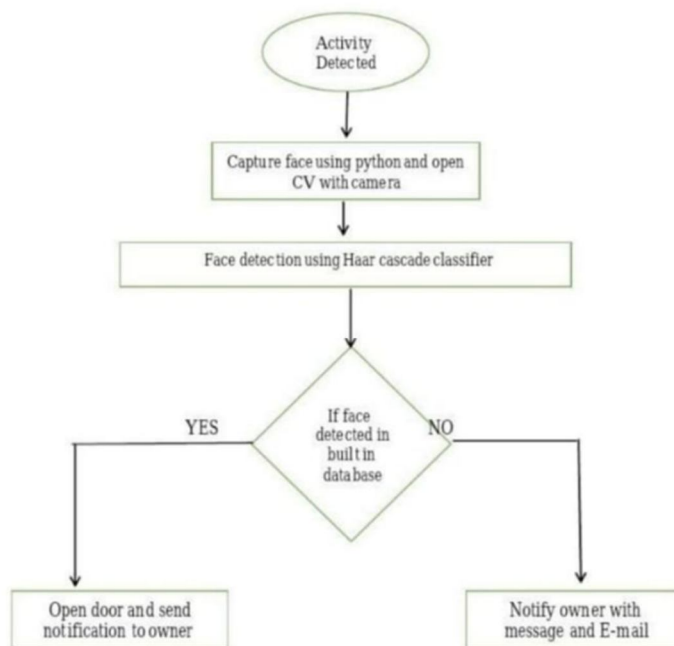 Activity
Detected
Capture face using python and open
CV with camera
Face detection using Haar cascade classifier
If face
detected in
built in
database
YES
NO
Open door and send
notification to owner
Notify owner with
message and E-mail